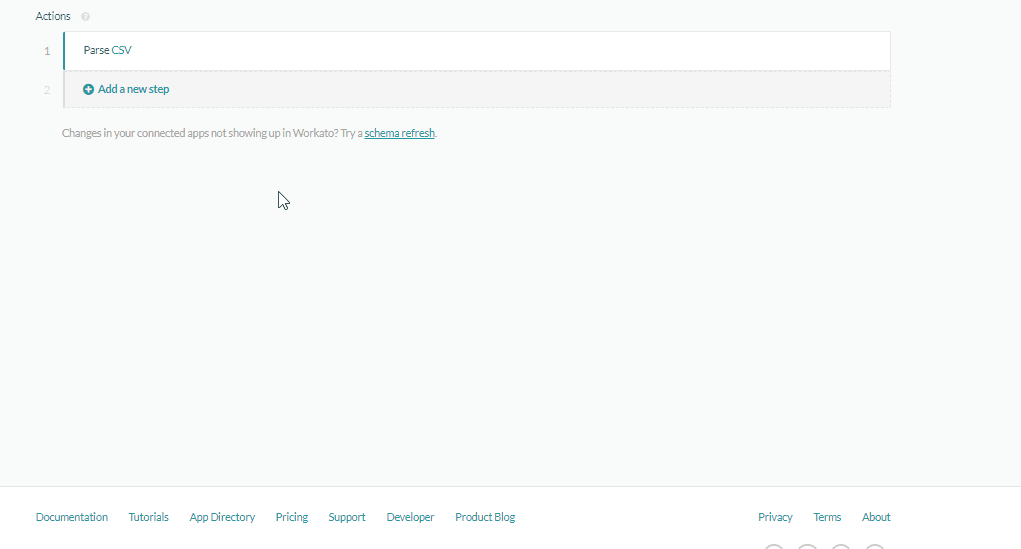 Actions ?
1 Parse CSV
2 Add a new step
Changes in your connected apps not showing up in Workato? Try a schema refresh.
Documentation Tutorials App Directory Pricing Support Developer Product Blog Privacy Terms About